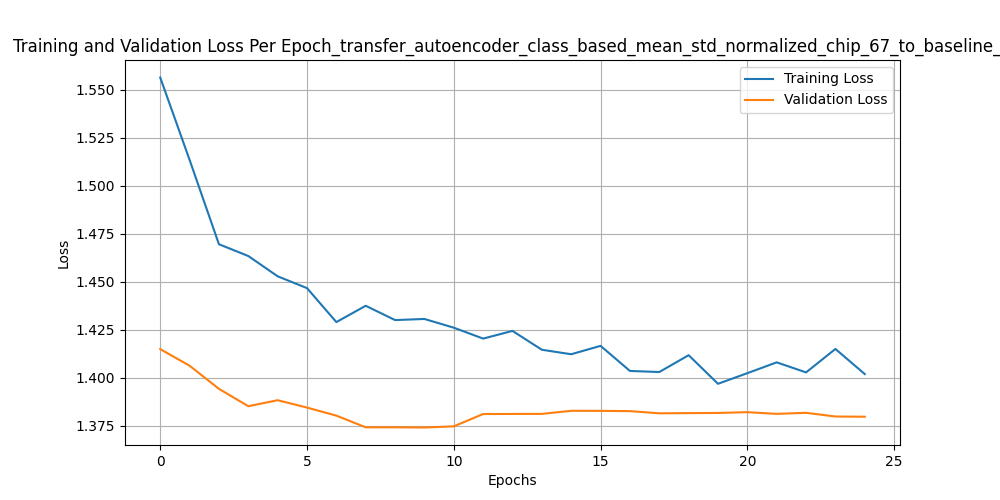 Training and Validation Loss Per Epoch_transfer_autoencoder_class_based_mean_std_normalized_chip_67_to_baseline_
Training Loss
Validation Loss
1.550
1.525
1.500
1.475
1.450
1.425
1.400
1.375
Loss
0 5 10 15 20 25
Epochs